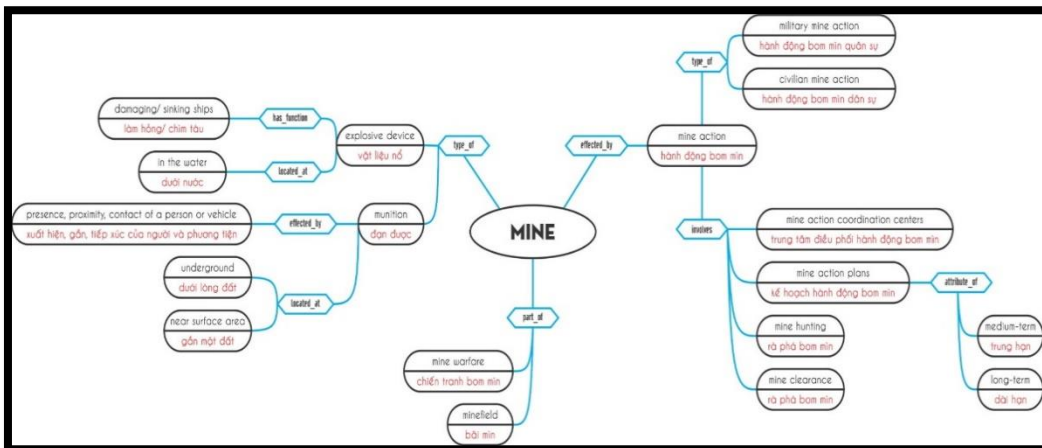 military mine action
hành động bom mìn quân sự
type_of
civilian mine action
hành động bom mìn dân sự
damaging/ sinking ships
làm hỏng/ chìm tàu
has_function
explosive device
vật liệu nổ
type_of
effected_by
mine action
hành động bom mìn
in the water
dưới nước
located_at
presence, proximity, contact of a person or vehicle
xuất hiện, gần, tiếp xúc của người và phương tiện
effected_by
munition
đạn dược
MINE
involves
mine action coordination centers
trung tâm điều phối hành động bom mìn
underground
dưới lòng đất
located_at
near surface area
gần mặt đất
mine action plans
kế hoạch hành động bom mìn
attribute_of
part_of
mine hunting
rà phá bom mìn
medium-term
trung hạn
mine warfare
chiến tranh bom mìn
mine clearance
rà phá bom mìn
long-term
dài hạn
minefield
bãi mìn